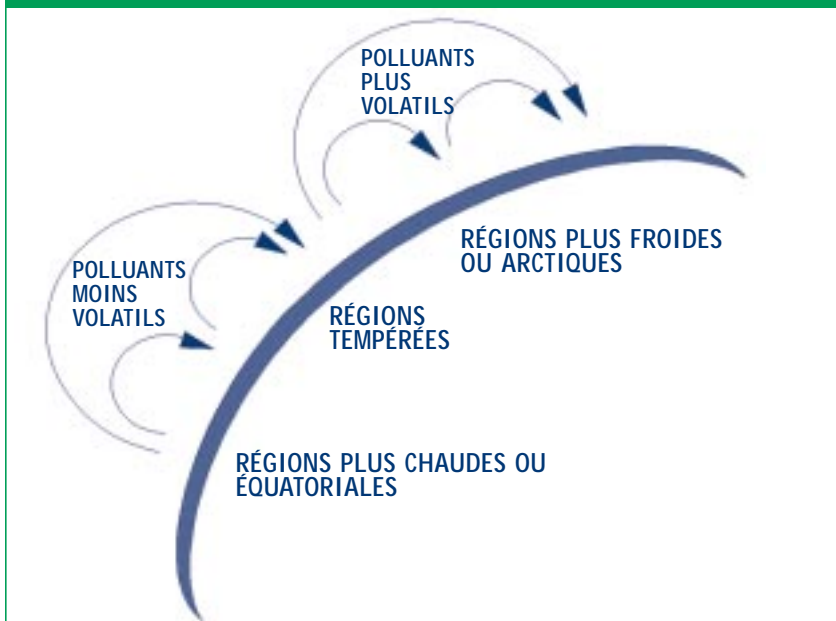 POLLUANTS
PLUS
VOLATILS
RÉGIONS PLUS FROIDES
OU ARCTIQUES
POLLUANTS
MOINS
VOLATILS
RÉGIONS
TEMPÉRÉES
RÉGIONS PLUS CHAUDES OU
ÉQUATORIALES